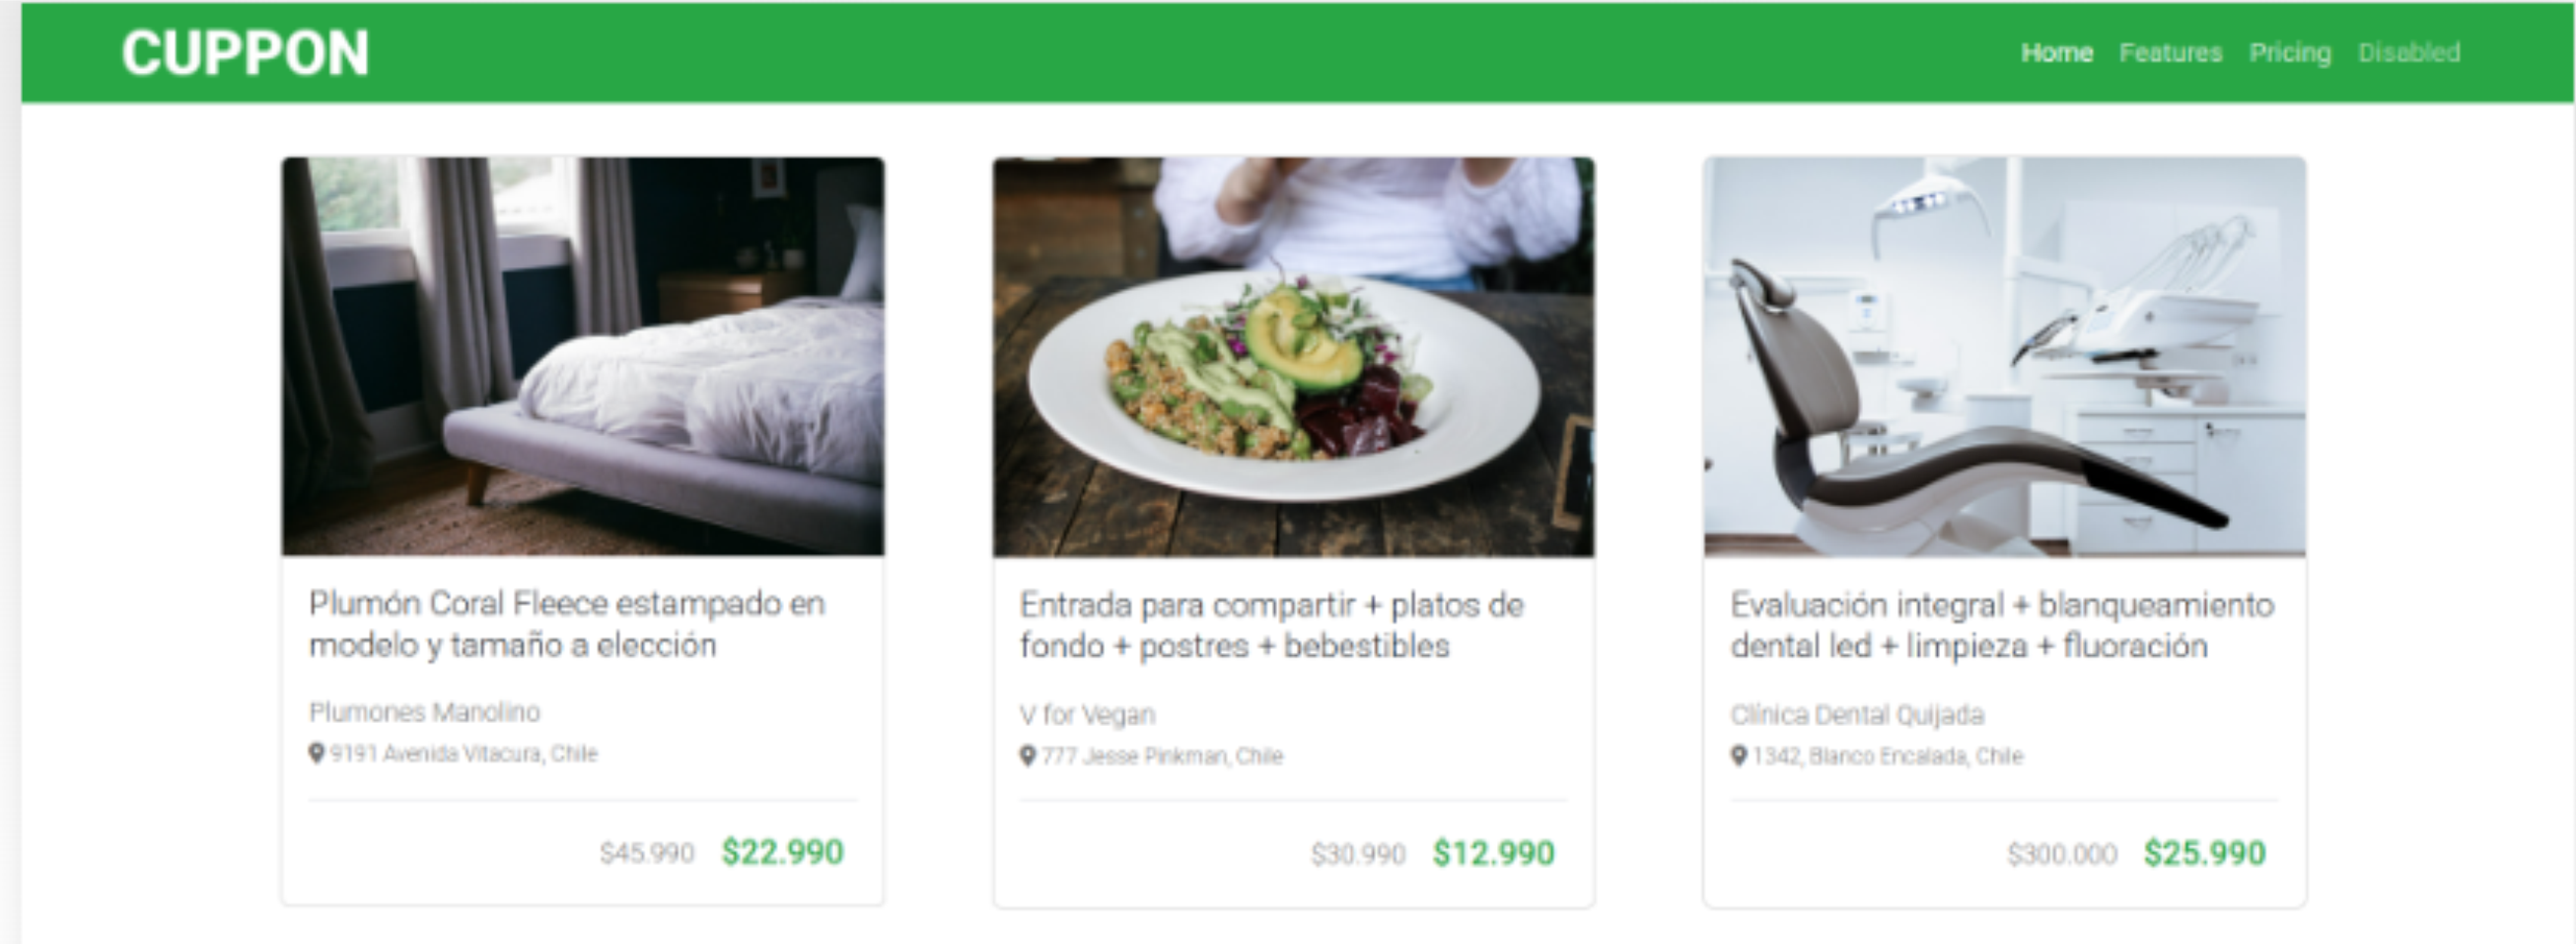 CUPPON
Home Features Pricing Disabled
Plumón Coral Fleece estampado en
modelo y tamaño a elección
Plumones Manolino
9191 Avenida Vitacura, Chile
$45.990 $22.990
Entrada para compartir + platos de
fondo + postres + bebestibles
V for Vegan
777 Jesse Pinkman, Chile
$30.990 $12.990
Evaluación integral + blanqueamiento
dental led + limpieza + fluoración
Clínica Dental Quijada
1342, Blanco Encalada, Chile
$300.000 $25.990